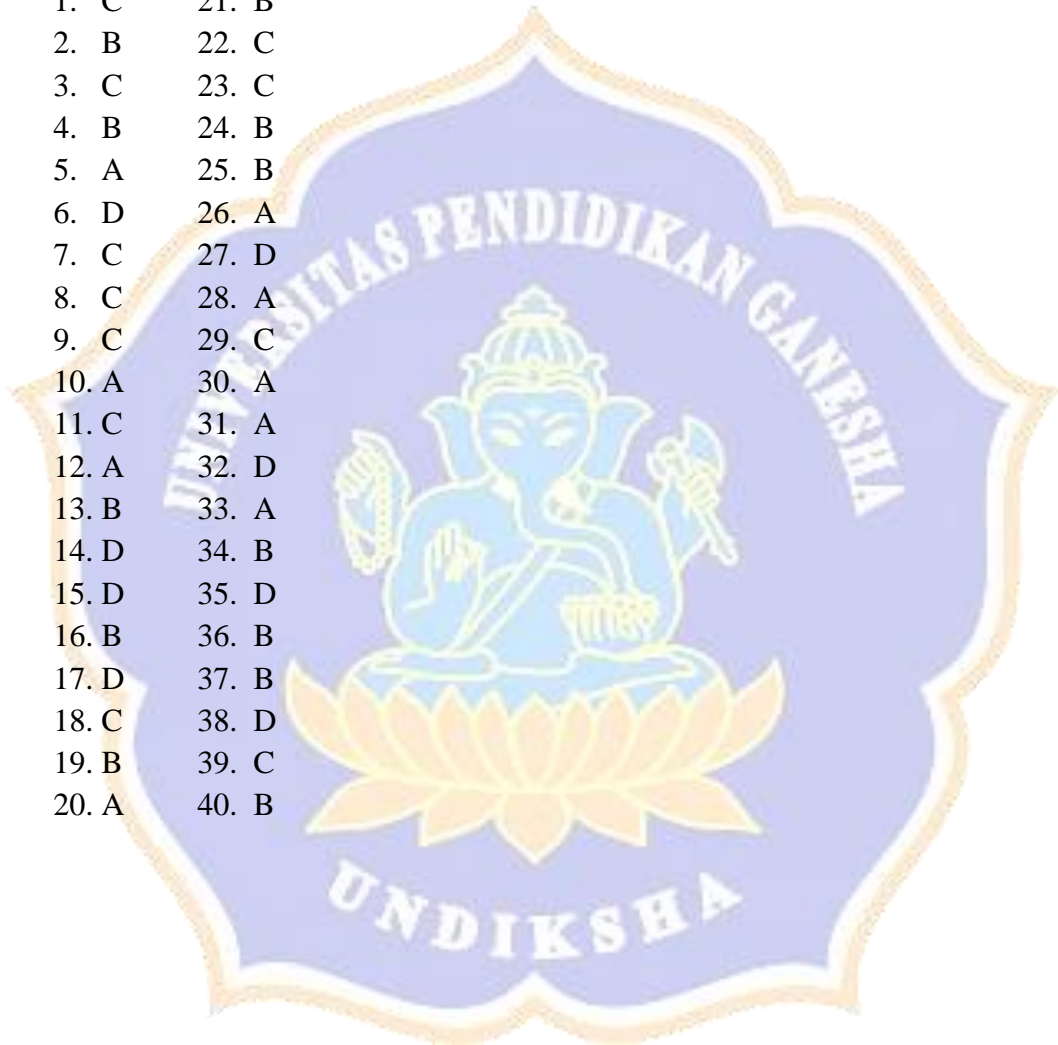 1. C 21. B
2. B 22. C
3. C 23. C
4. B 24. B
5. A 25. B
6. D 26. A
7. C 27. D
8. C 28. A
9. C 29. C
10. A 30. A
11. C 31. A
12. A 32. D
13. B 33. A
14. D 34. B
15. D 35. D
16. B 36. B
17. D 37. B
18. C 38. D
19. B 39. C
20. A 40. B
UNIVERSITAS PENDIDIKAN GANESHA
UNDIKSHA